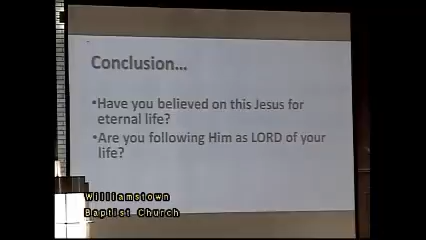 Conclusion...
•Have you believed on this Jesus for
eternal life?
•Are you following Him as LORD of your
life?
Williamstown
Baptist Church